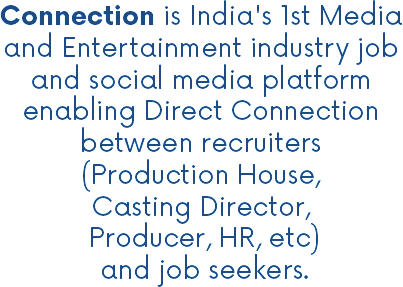 Connection is India's 1st Media
and Entertainment industry job
and social media platform
enabling Direct Connection
between recruiters
(Production House,
Casting Director,
Producer, HR, etc)
and job seekers.